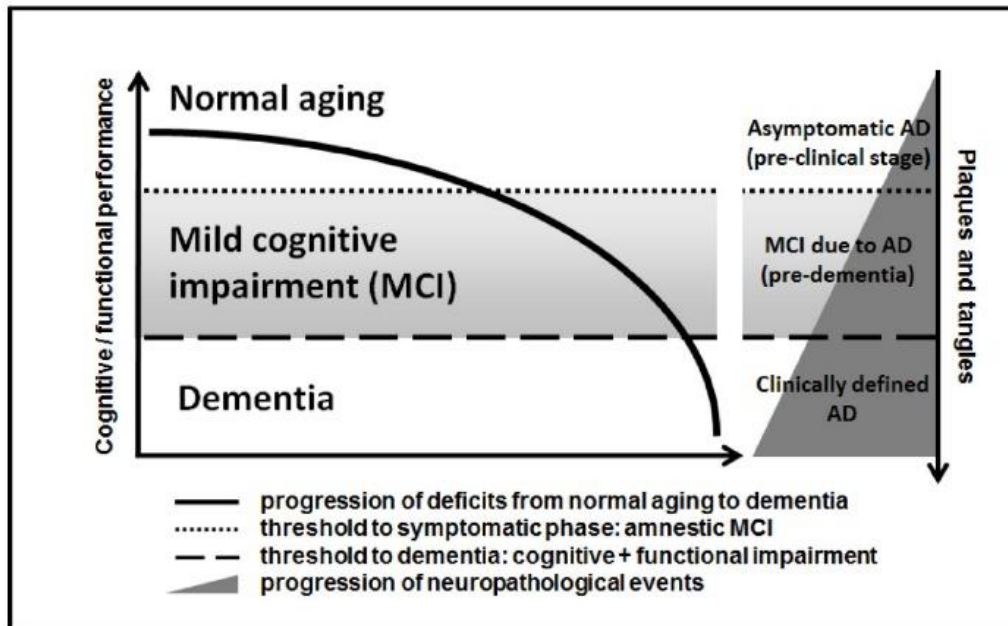 Cognitive / functional performance
Normal aging
Mild cognitive
impairment (MCI)
Dementia
Asymptomatic AD
(pre-clinical stage)
MCI due to AD
(pre-dementia)
Clinically defined
AD
Plaques and tangles
progression of deficits from normal aging to dementia
threshold to symptomatic phase: amnestic MCI
threshold to dementia: cognitive + functional impairment
progression of neuropathological events